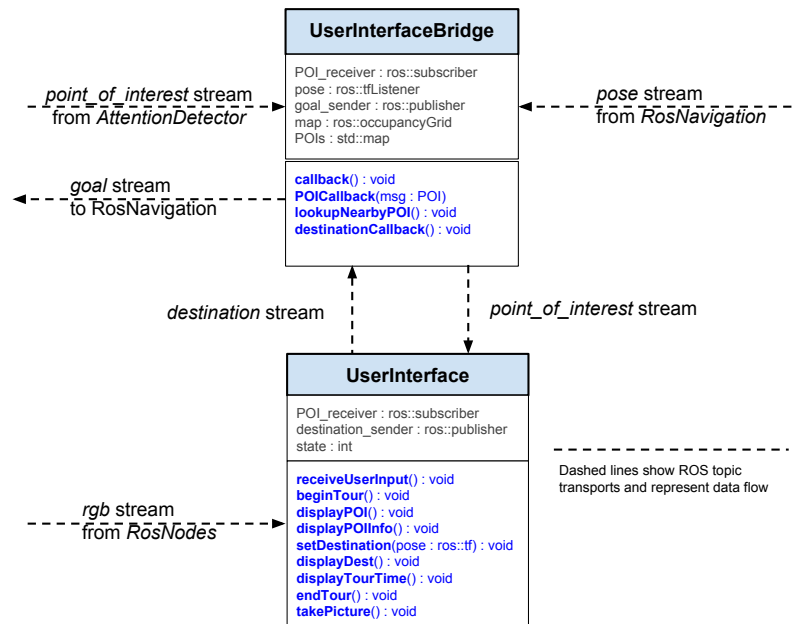 UserInterfaceBridge
POI_receiver : ros::subscriber
pose : ros::tfListener
goal_sender : ros::publisher
map : ros::occupancyGrid
POIs : std::map
callback() : void
POICallback(msg : POI)
lookupNearbyPOI() : void
destinationCallback() : void
point_of_interest stream
from AttentionDetector
pose stream
from RosNavigation
goal stream
to RosNavigation
destination stream
point_of_interest stream
UserInterface
POI_receiver : ros::subscriber
destination_sender : ros::publisher
state : int
receiveUserInput() : void
beginTour() : void
displayPOI() : void
displayPOIInfo() : void
setDestination(pose : ros::tf) : void
displayDest() : void
displayTourTime() : void
endTour() : void
takePicture() : void
rgb stream
from RosNodes
Dashed lines show ROS topic
transports and represent data flow